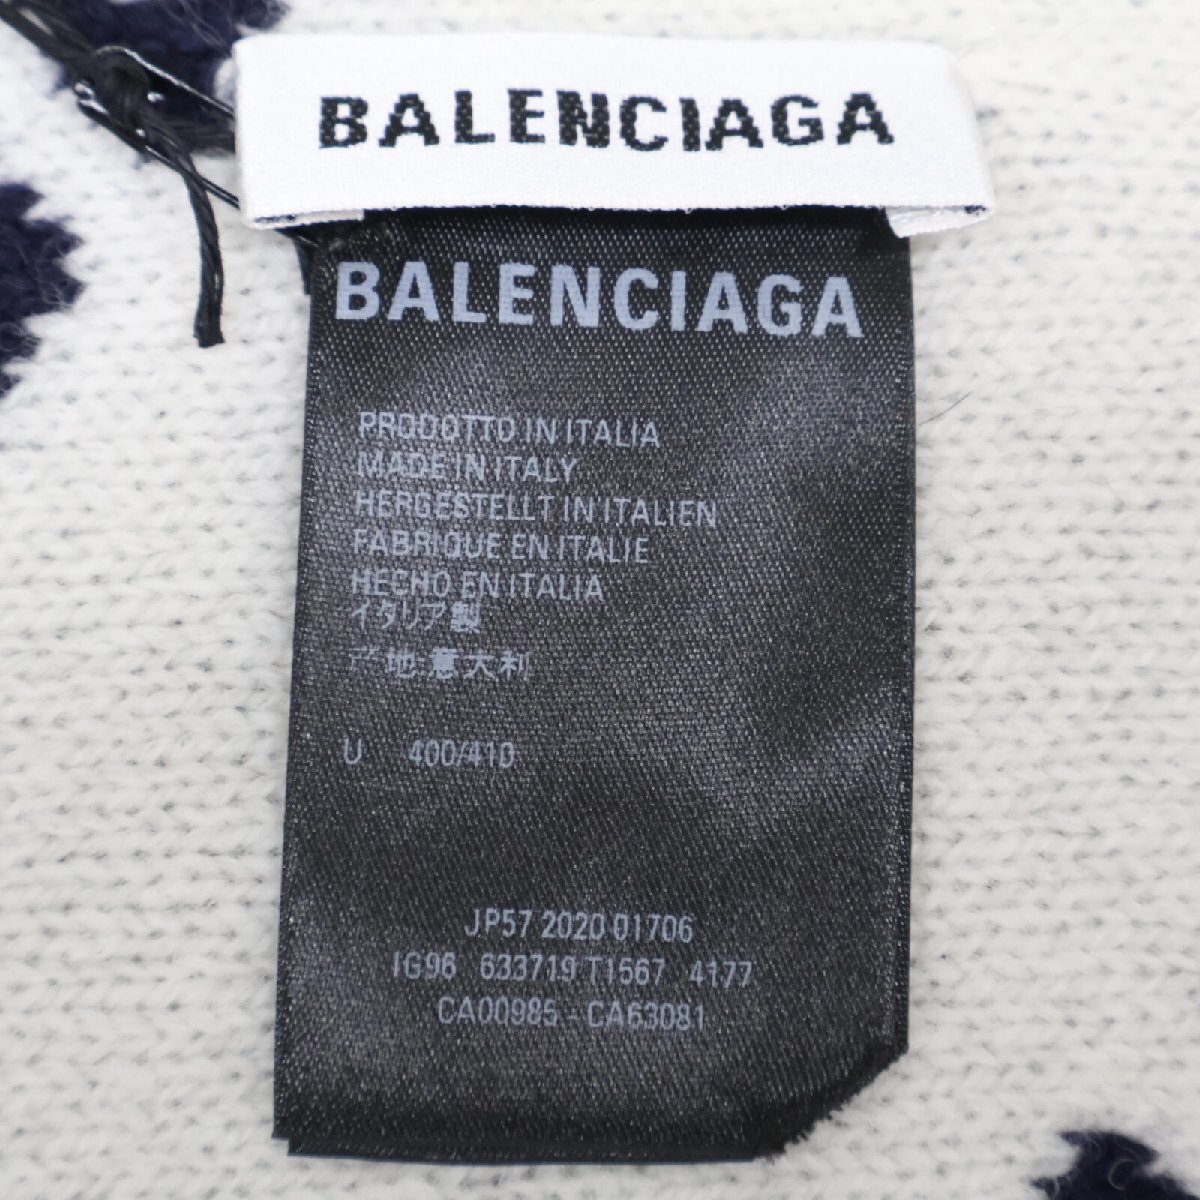 BALENCIAGA
BALENCIAGA
PRODOTTO IN ITALIA
MADE IN ITALY
HERGESTELLT IN ITALIEN
FABRIQUE EN ITALIE
HECHO EN ITALIA
イタリア製
产地:意大利
U 400/410
JP57 2020 01706
IG96 633719 T1567 4177
CA00985 - CA63081